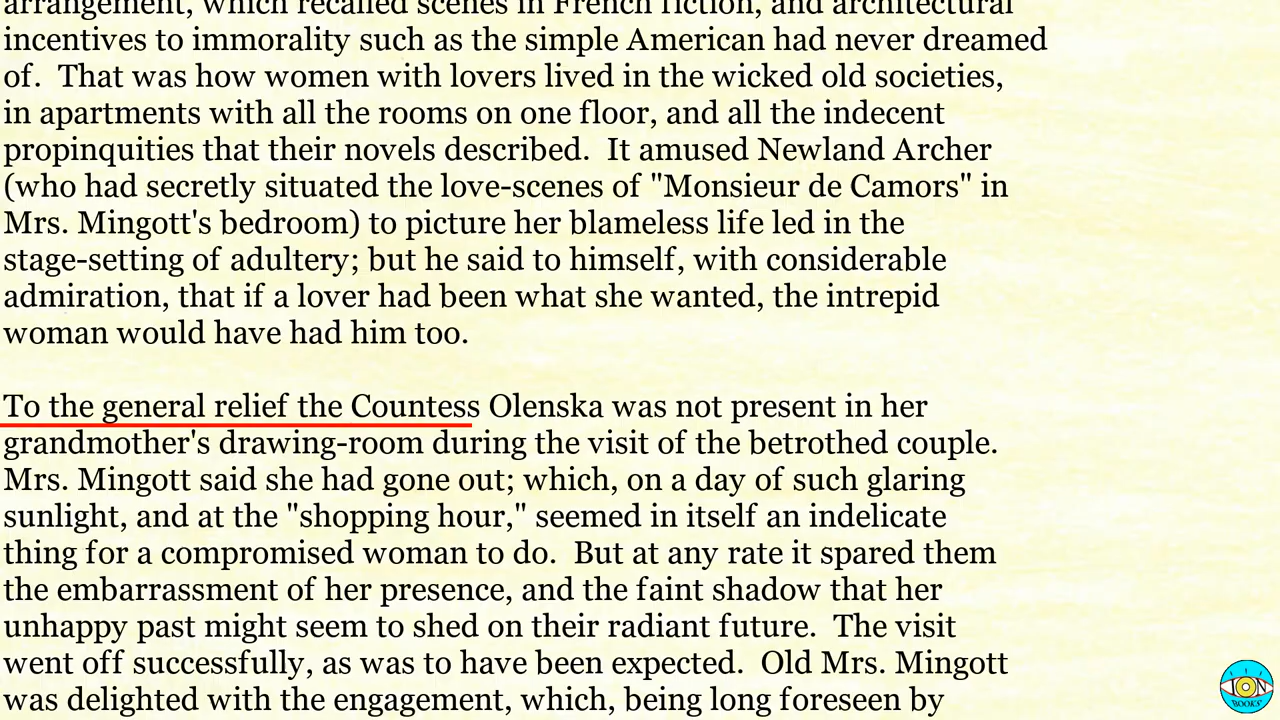 arrangement, which recalled scenes in French fiction, and architectural
incentives to immorality such as the simple American had never dreamed
of.  That was how women with lovers lived in the wicked old societies,
in apartments with all the rooms on one floor, and all the indecent
propinquities that their novels described.  It amused Newland Archer
(who had secretly situated the love-scenes of "Monsieur de Camors" in
Mrs. Mingott's bedroom) to picture her blameless life led in the
stage-setting of adultery; but he said to himself, with considerable
admiration, that if a lover had been what she wanted, the intrepid
woman would have had him too.

To the general relief the Countess Olenska was not present in her
grandmother's drawing-room during the visit of the betrothed couple.
Mrs. Mingott said she had gone out; which, on a day of such glaring
sunlight, and at the "shopping hour," seemed in itself an indelicate
thing for a compromised woman to do.  But at any rate it spared them
the embarrassment of her presence, and the faint shadow that her
unhappy past might seem to shed on their radiant future.  The visit
went off successfully, as was to have been expected.  Old Mrs. Mingott
was delighted with the engagement, which, being long foreseen by
ION
BOOKS